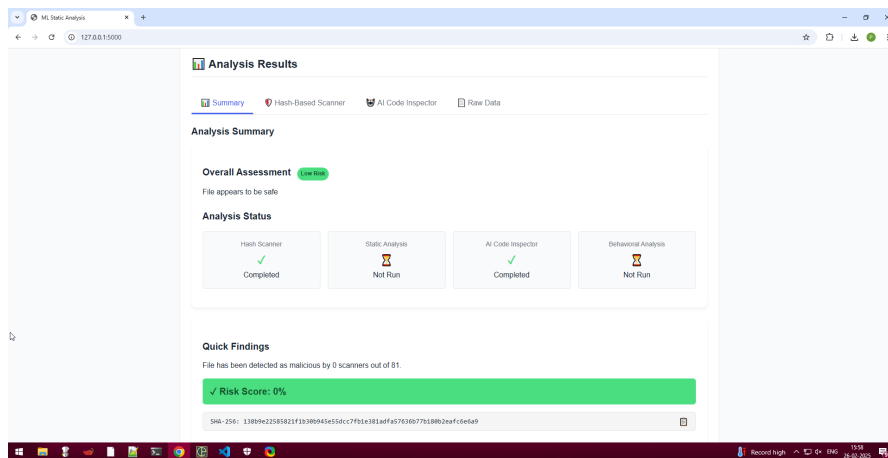 ML Static Analysis
127.0.0.1:5000
Analysis Results
Summary Hash-Based Scanner AI Code Inspector Raw Data
Analysis Summary
Overall Assessment Low Risk
File appears to be safe
Analysis Status
Hash Scanner Static Analysis AI Code Inspector Behavioral Analysis
✓ ✓
Completed Not Run Completed Not Run
Quick Findings
File has been detected as malicious by 0 scanners out of 81.
✓ Risk Score: 0%
SHA-256: 138b9e22585821f1b30b945e55dcc7fb1e381adfa57636b77b180b2eafc6e6a9
Record high ENG 15:58
26-02-2025